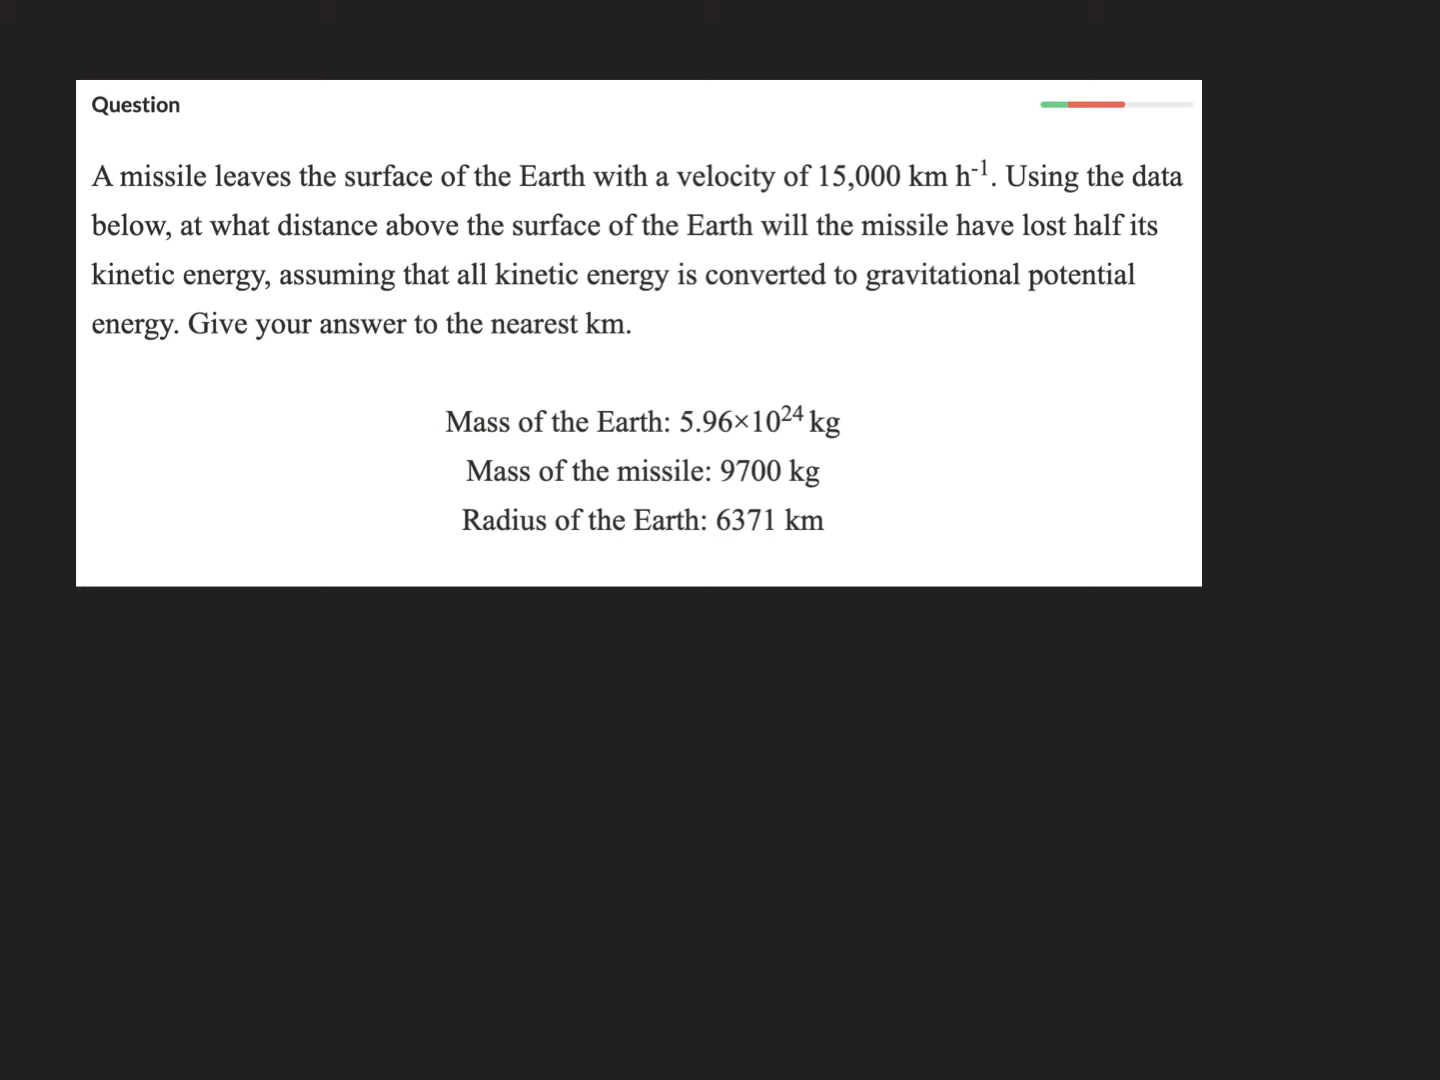 Question
A missile leaves the surface of the Earth with a velocity of 15,000 km h⁻¹. Using the data
below, at what distance above the surface of the Earth will the missile have lost half its
kinetic energy, assuming that all kinetic energy is converted to gravitational potential
energy. Give your answer to the nearest km.
Mass of the Earth: 5.96×10²⁴ kg
Mass of the missile: 9700 kg
Radius of the Earth: 6371 km